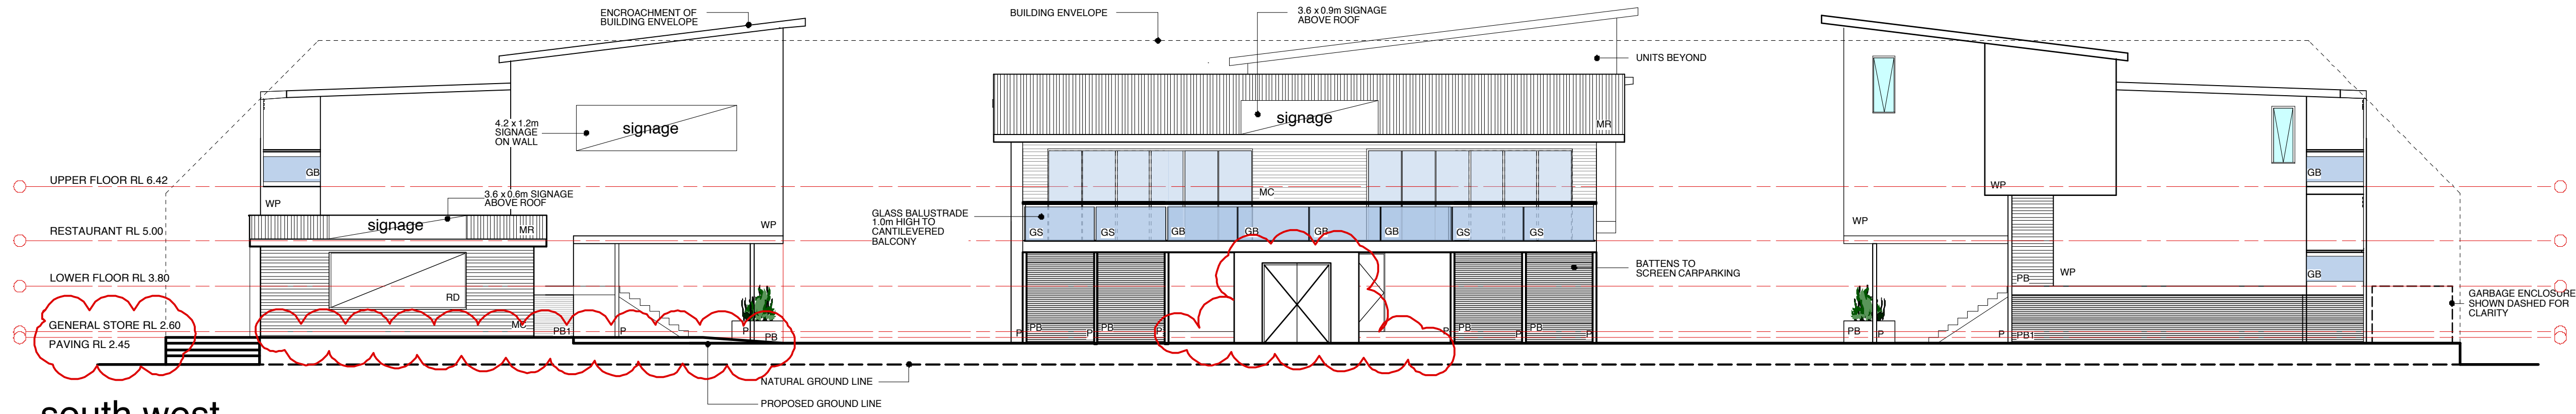 ENCROACHMENT OF
BUILDING ENVELOPE
BUILDING ENVELOPE
3.6 x 0.9m SIGNAGE
ABOVE ROOF
UNITS BEYOND
4.2 x 1.2m
SIGNAGE
ON WALL
signage
signage
MR
GB
UPPER FLOOR RL 6.42
WP
3.6 x 0.6m SIGNAGE
ABOVE ROOF
signage
MR
WP
MC
WP
GB
WP
GLASS BALUSTRADE
1.0m HIGH TO
CANTILEVERED
BALCONY
GS
GS
GB
GB
GB
GB
GS
GS
RESTAURANT RL 5.00
LOWER FLOOR RL 3.80
RD
BATTENS TO
SCREEN CARPARKING
PB
WP
GB
GARBAGE ENCLOSURE
SHOWN DASHED FOR
CLARITY
GENERAL STORE RL 2.60
MC
PB1
P
P
PB
P
PB
P
PB
P
P
PB
P
PB
P
PB
P
P
PB1
PAVING RL 2.45
NATURAL GROUND LINE
PROPOSED GROUND LINE
south west